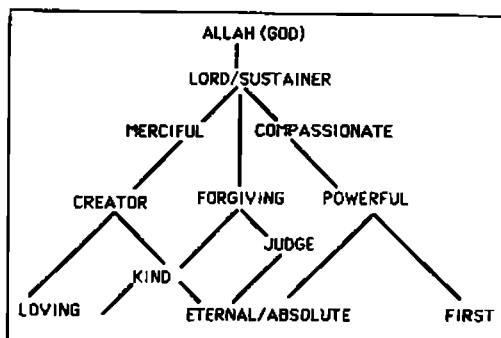 ALLAH (GOD)
LORD/SUSTAINER
MERCIFUL COMPASSIONATE
CREATOR FORGIVING POWERFUL
JUDGE
KIND
LOVING ETERNAL/ABSOLUTE FIRST